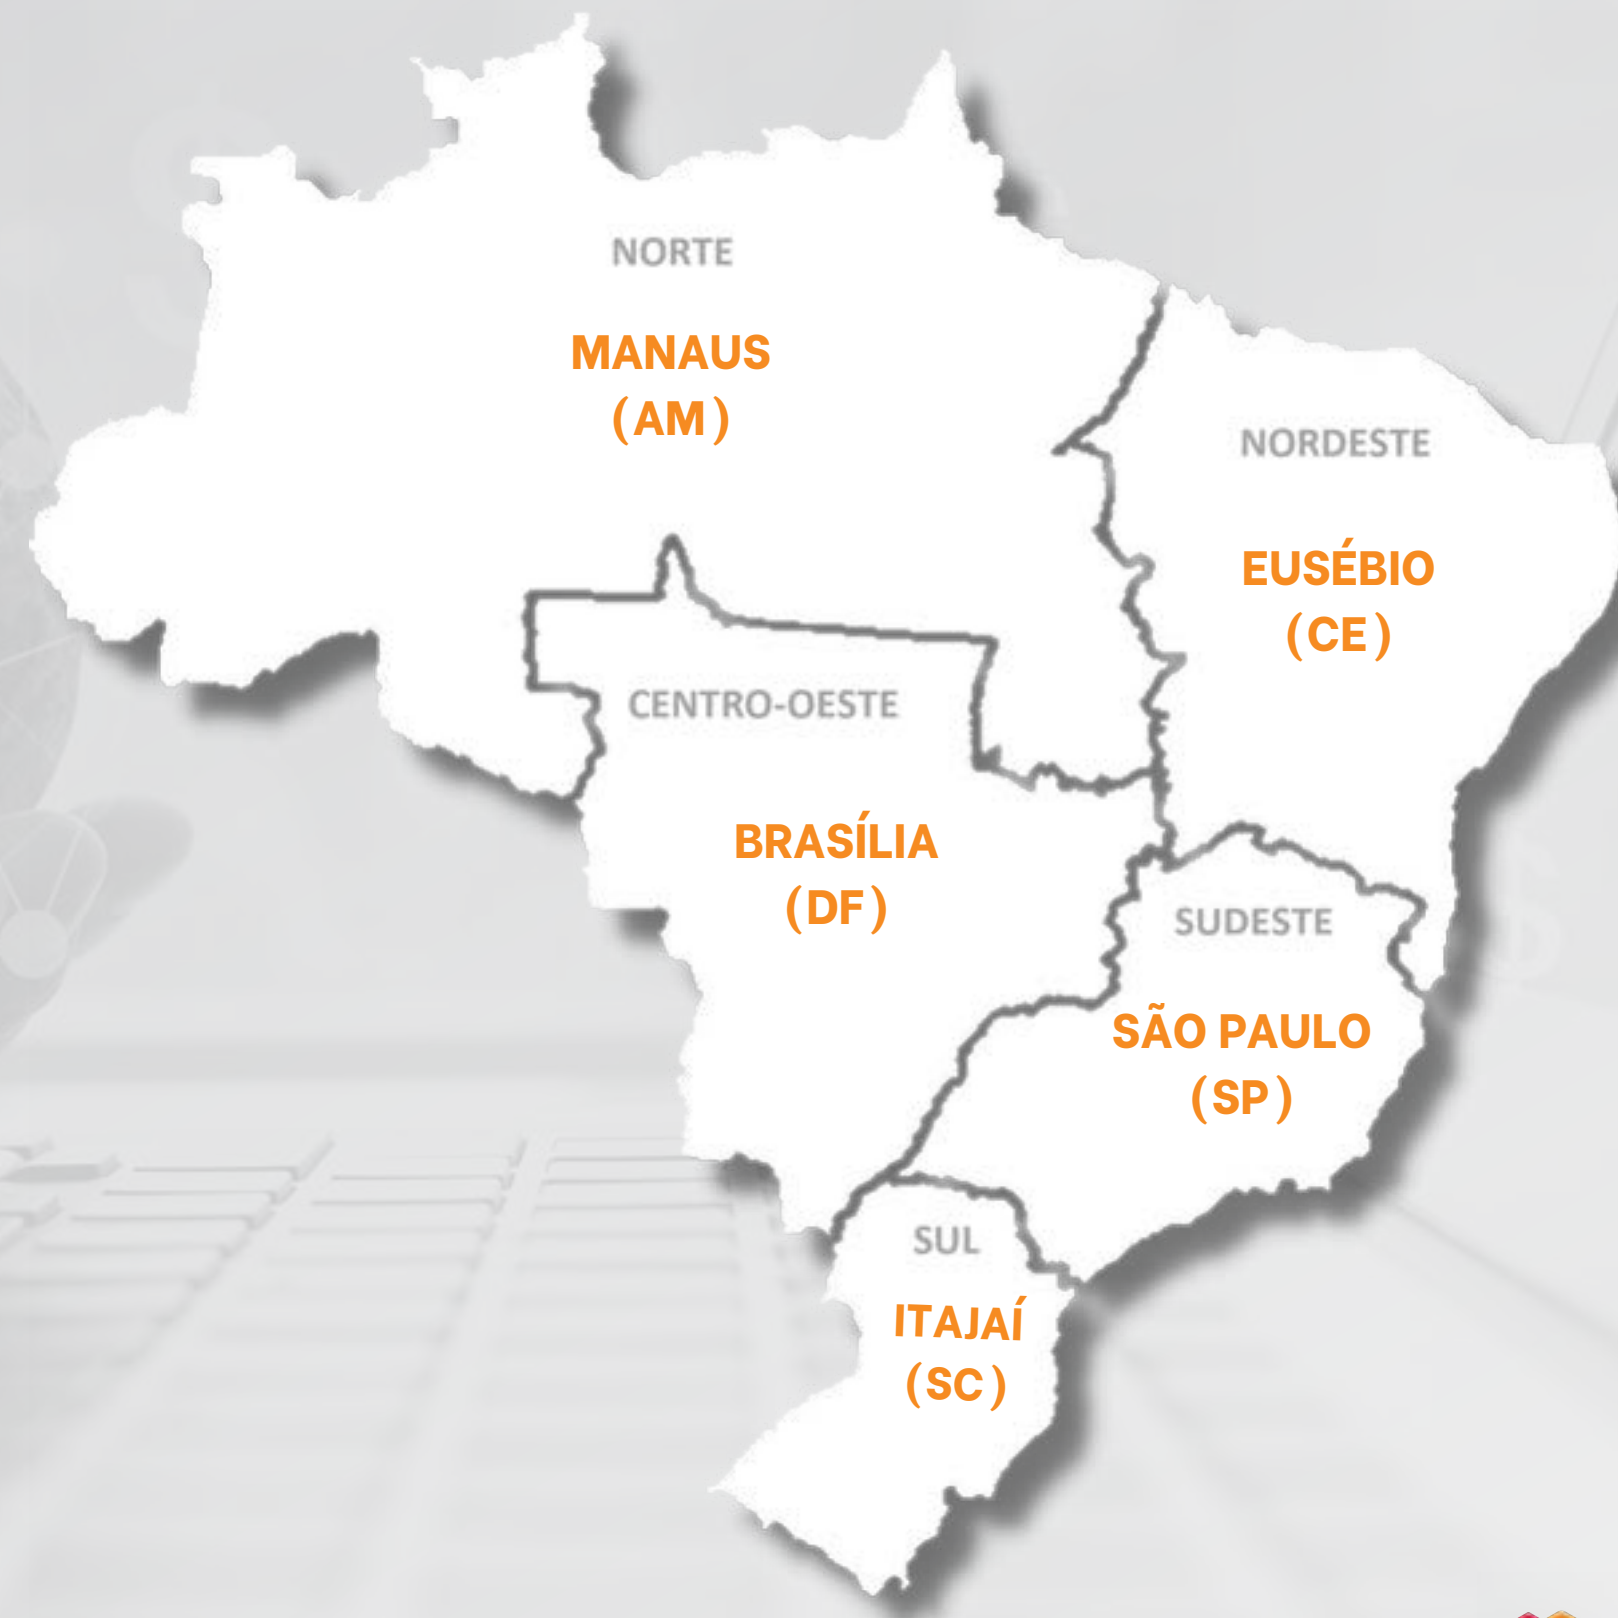 NORTE
MANAUS
(AM)
NORDESTE
EUSÉBIO
(CE)
CENTRO-OESTE
BRASÍLIA
(DF)
SUDESTE
SÃO PAULO
(SP)
SUL
ITAJAÍ
(SC)